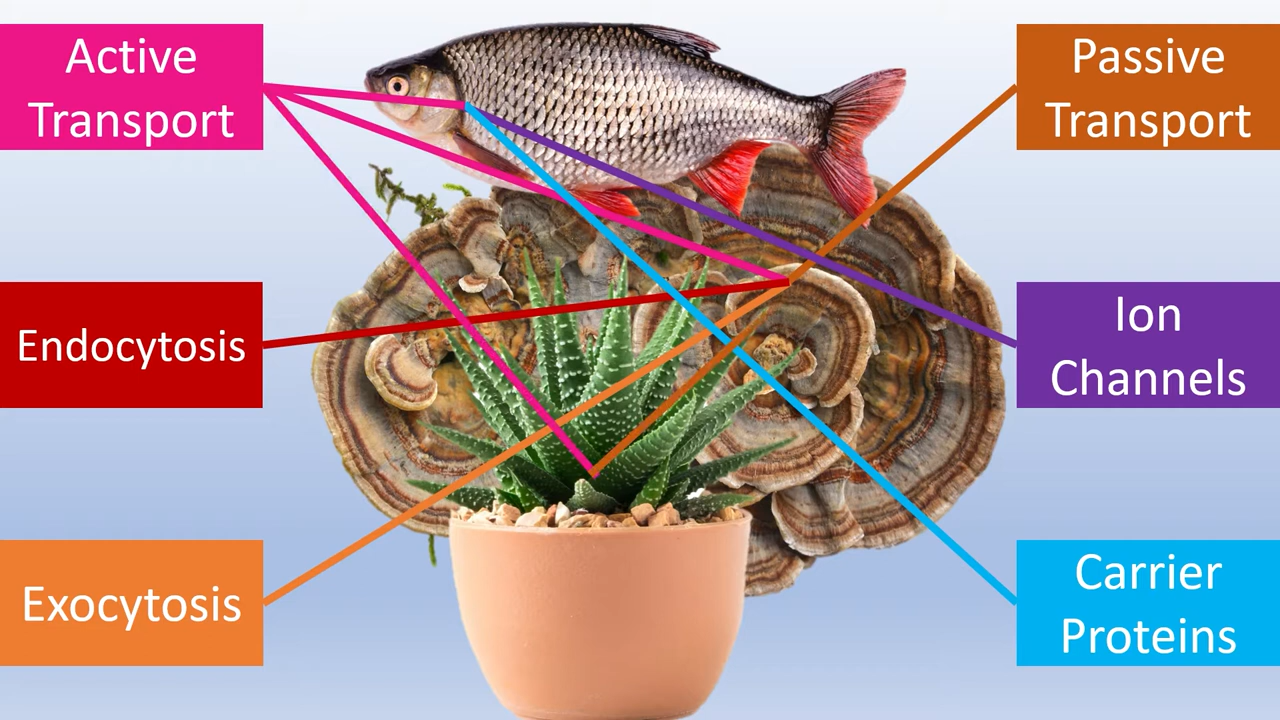 Active
Transport
Passive
Transport
Endocytosis
Ion
Channels
Exocytosis
Carrier
Proteins